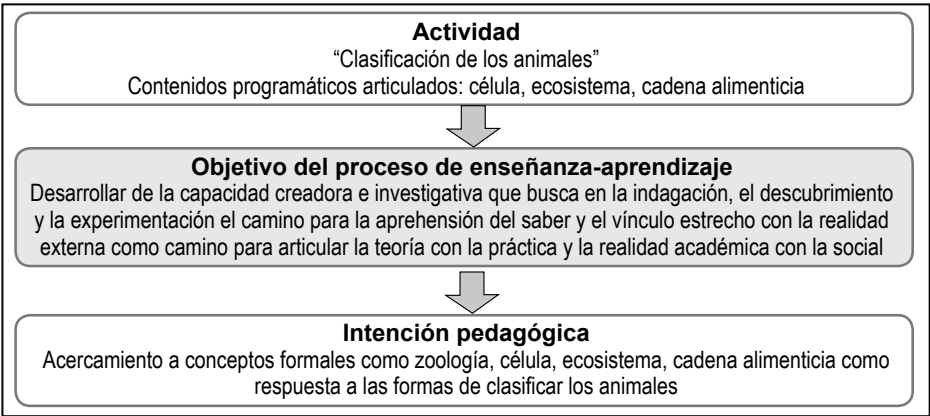 Actividad
“Clasificación de los animales”
Contenidos programáticos articulados: célula, ecosistema, cadena alimenticia
Objetivo del proceso de enseñanza-aprendizaje
Desarrollar de la capacidad creadora e investigativa que busca en la indagación, el descubrimiento
y la experimentación el camino para la aprehensión del saber y el vínculo estrecho con la realidad
externa como camino para articular la teoría con la práctica y la realidad académica con la social
Intención pedagógica
Acercamiento a conceptos formales como zoología, célula, ecosistema, cadena alimenticia como
respuesta a las formas de clasificar los animales